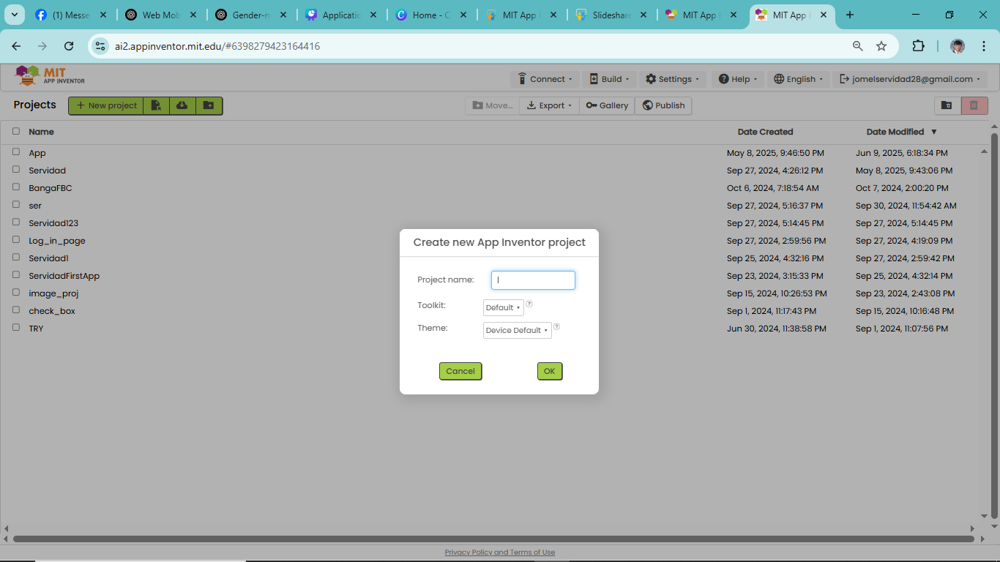 (1) Messe
Web Mob
Gender-n
Applicatio
Home - C
MIT App I
Slideshare
MIT App I
MIT App I
ai2.appinventor.mit.edu/#6398279423164416
MIT
APP INVENTOR
Connect
Build
Settings
Help
English
jomelservidad28@gmail.com
Projects
New project
Move...
Export
Gallery
Publish
Name Date Created Date Modified ▼
App May 8, 2025, 9:46:50 PM Jun 9, 2025, 6:18:34 PM
Servidad Sep 27, 2024, 4:26:12 PM May 8, 2025, 9:43:06 PM
BangaFBC Oct 6, 2024, 7:18:54 AM Oct 7, 2024, 2:00:20 PM
ser Sep 27, 2024, 5:16:37 PM Sep 30, 2024, 11:54:42 AM
Servidad123 Sep 27, 2024, 5:14:45 PM Sep 27, 2024, 5:14:45 PM
Log_in_page Sep 27, 2024, 2:59:56 PM Sep 27, 2024, 4:19:09 PM
Servidad1 Sep 25, 2024, 4:32:16 PM Sep 27, 2024, 2:59:42 PM
ServidadFirstApp Sep 23, 2024, 3:15:33 PM Sep 25, 2024, 4:32:14 PM
image_proj Sep 15, 2024, 10:26:53 PM Sep 23, 2024, 2:43:08 PM
check_box Sep 1, 2024, 11:17:43 PM Sep 15, 2024, 10:16:48 PM
TRY Jun 30, 2024, 11:38:58 PM Sep 1, 2024, 11:07:56 PM
Create new App Inventor project
Project name:
Toolkit: Default
Theme: Device Default
Cancel OK
Privacy Policy and Terms of Use